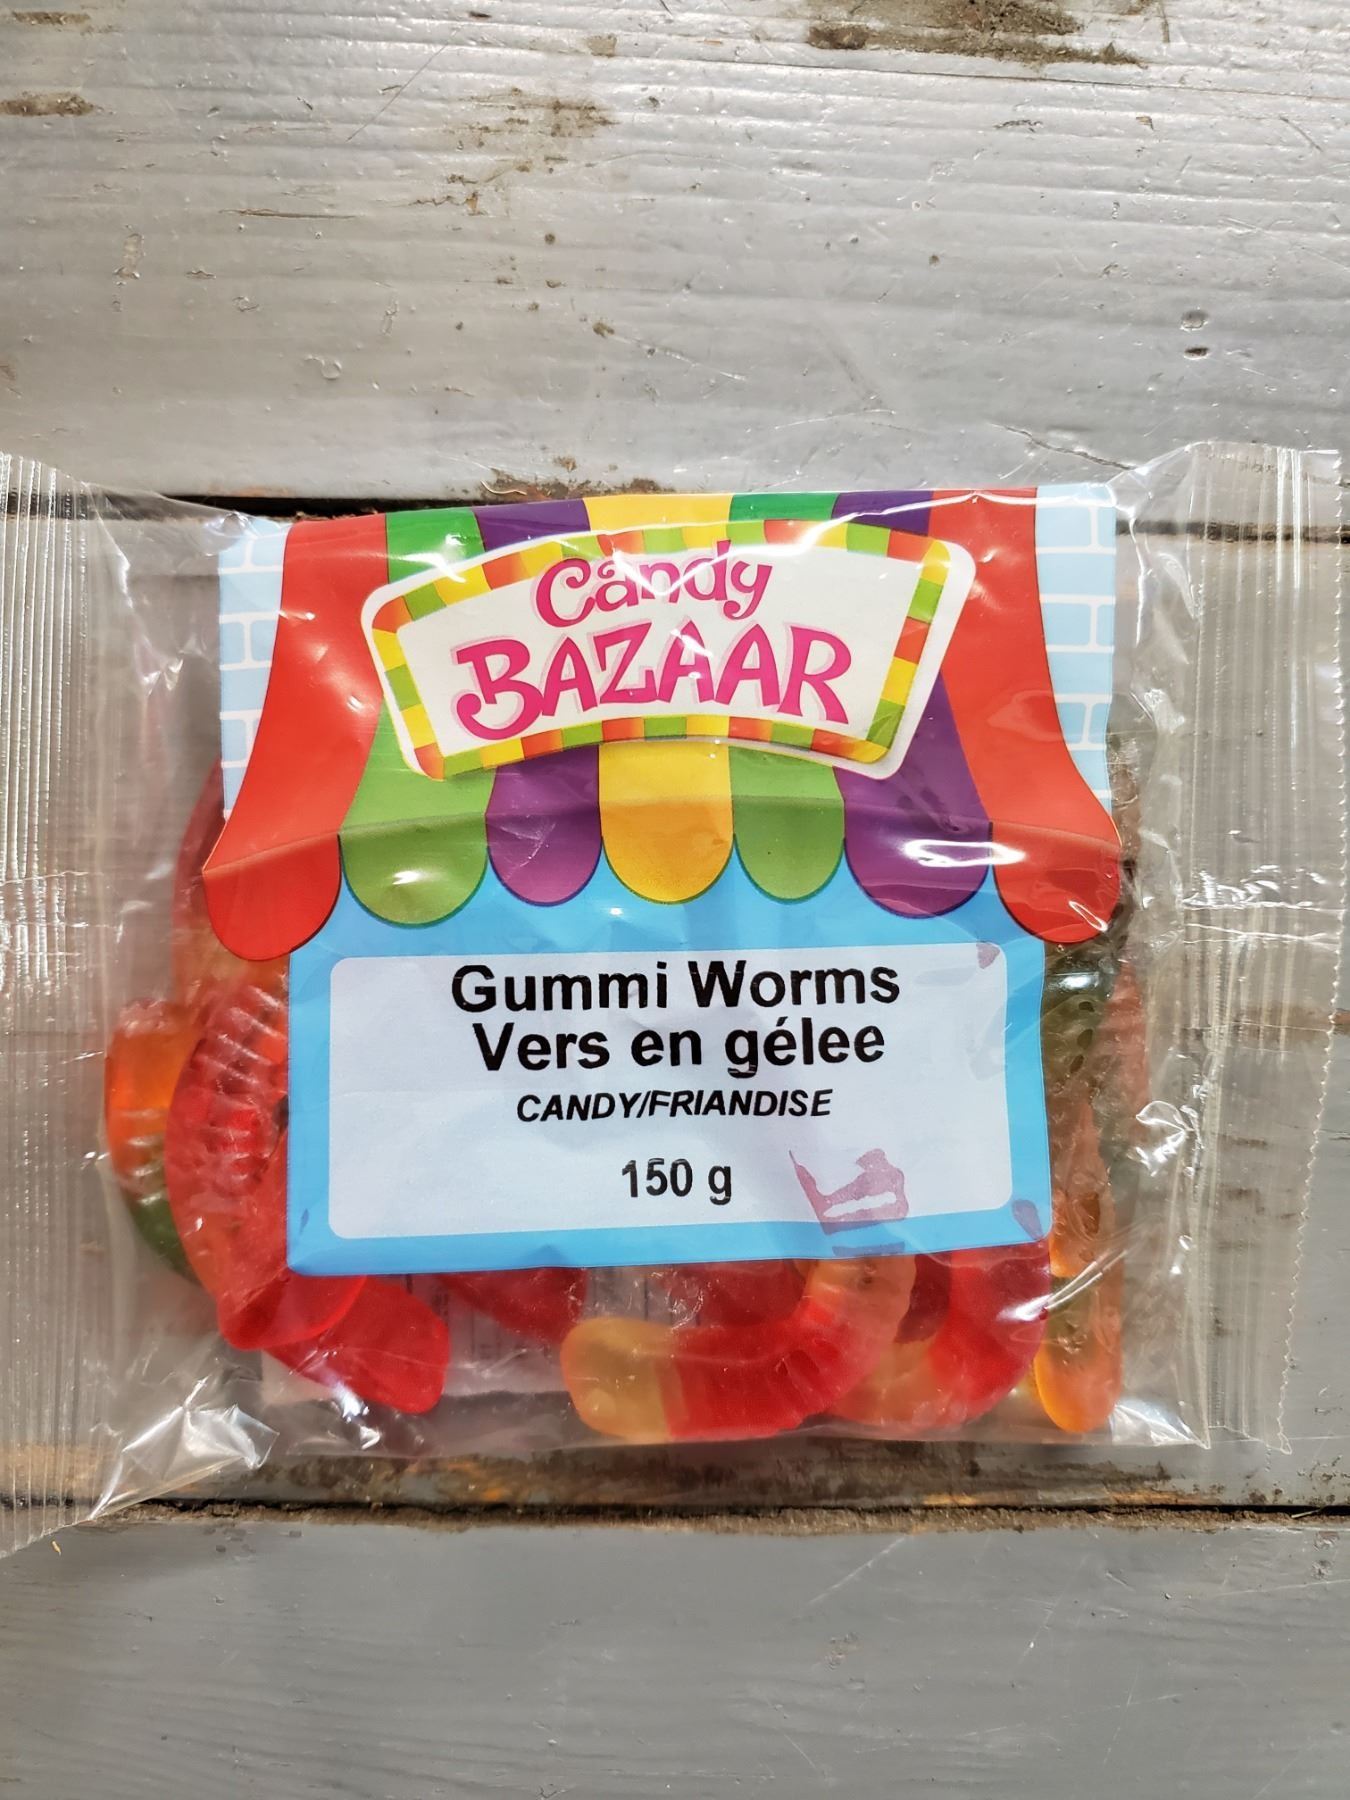 Candy
BAZAAR
Gummi Worms
Vers en gélee
CANDY/FRIANDISE
150 g